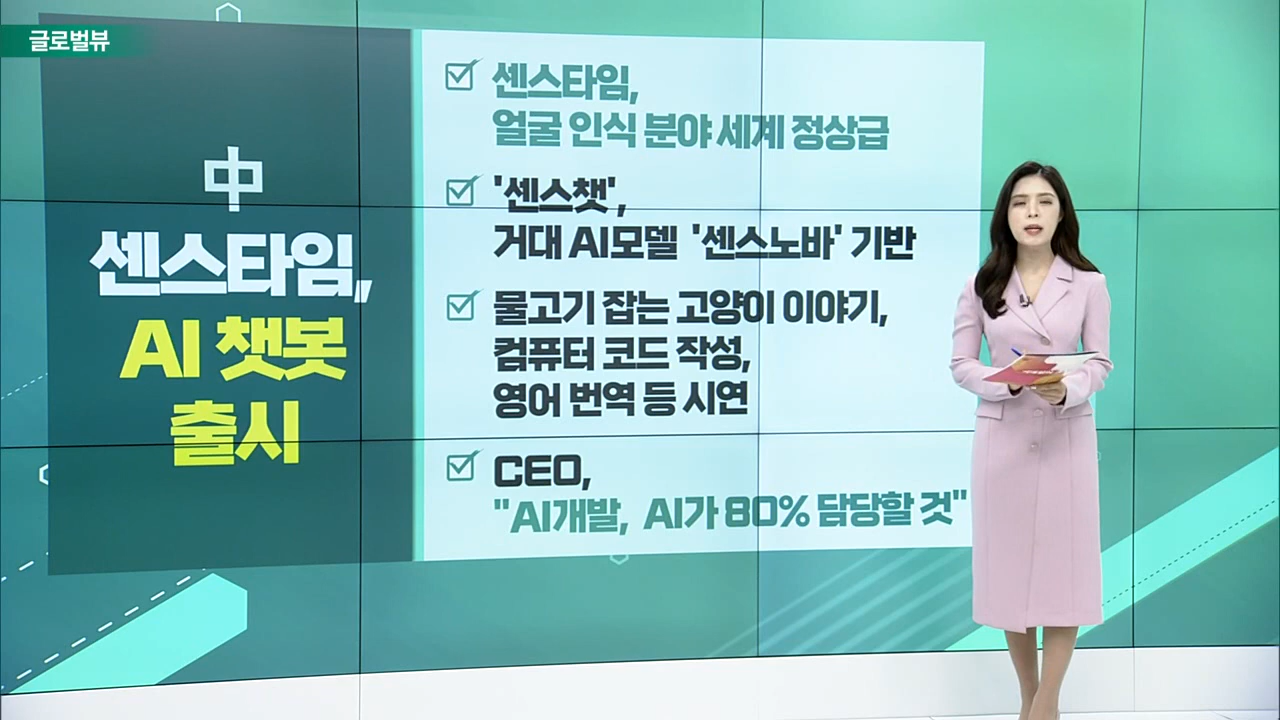 글로벌뷰
中
센스타임,
AI 챗봇
출시
센스타임,
얼굴 인식 분야 세계 정상급
'센스챗',
거대 AI모델 '센스노바' 기반
물고기 잡는 고양이 이야기,
컴퓨터 코드 작성,
영어 번역 등 시연
CEO,
"AI개발, AI가 80% 담당할 것"